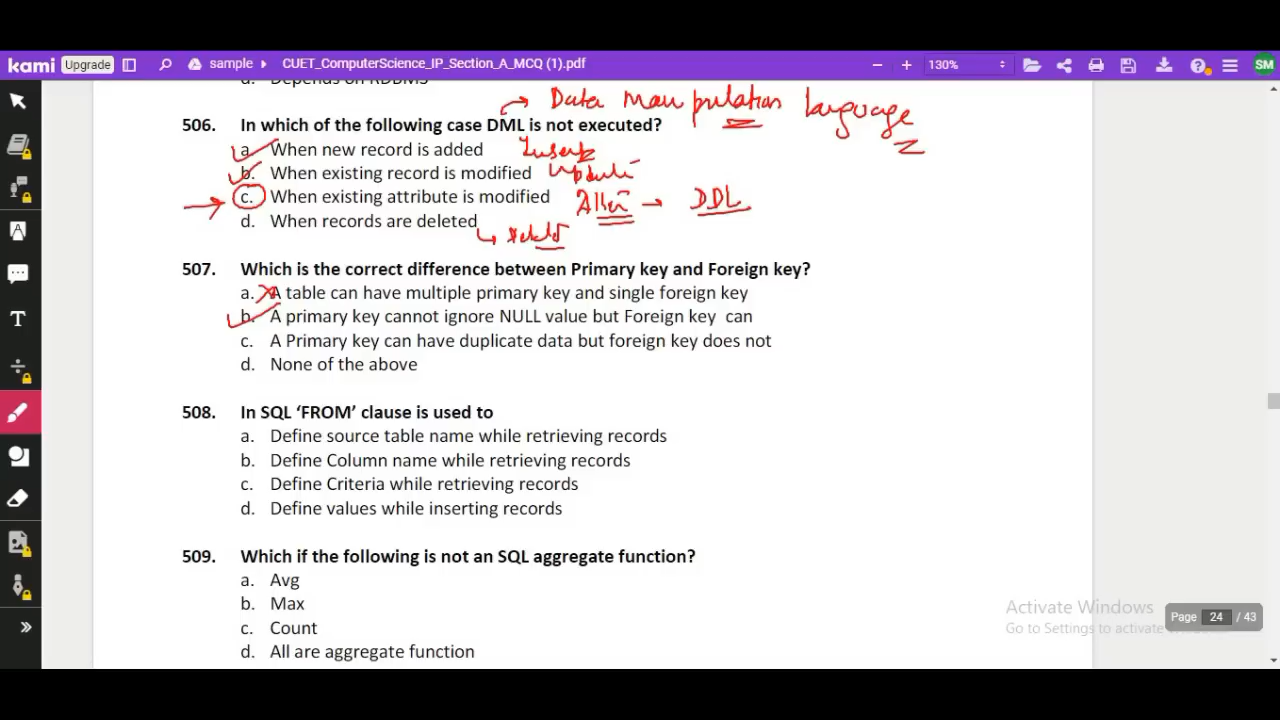 kami Upgrade sample CUET_ComputerScience_IP_Section_A_MCQ (1).pdf 130% SM
d. Depends on RDBMS
Data Manipulation language
506. In which of the following case DML is not executed?
a. When new record is added Insert
b. When existing record is modified Update
c. When existing attribute is modified Alter → DDL
d. When records are deleted
507. Which is the correct difference between Primary key and Foreign key?
a. A table can have multiple primary key and single foreign key
b. A primary key cannot ignore NULL value but Foreign key can
c. A Primary key can have duplicate data but foreign key does not
d. None of the above
508. In SQL ‘FROM’ clause is used to
a. Define source table name while retrieving records
b. Define Column name while retrieving records
c. Define Criteria while retrieving records
d. Define values while inserting records
509. Which if the following is not an SQL aggregate function?
a. Avg
b. Max
c. Count
d. All are aggregate function
Activate Windows
Go to Settings to activate
Page 24 / 43